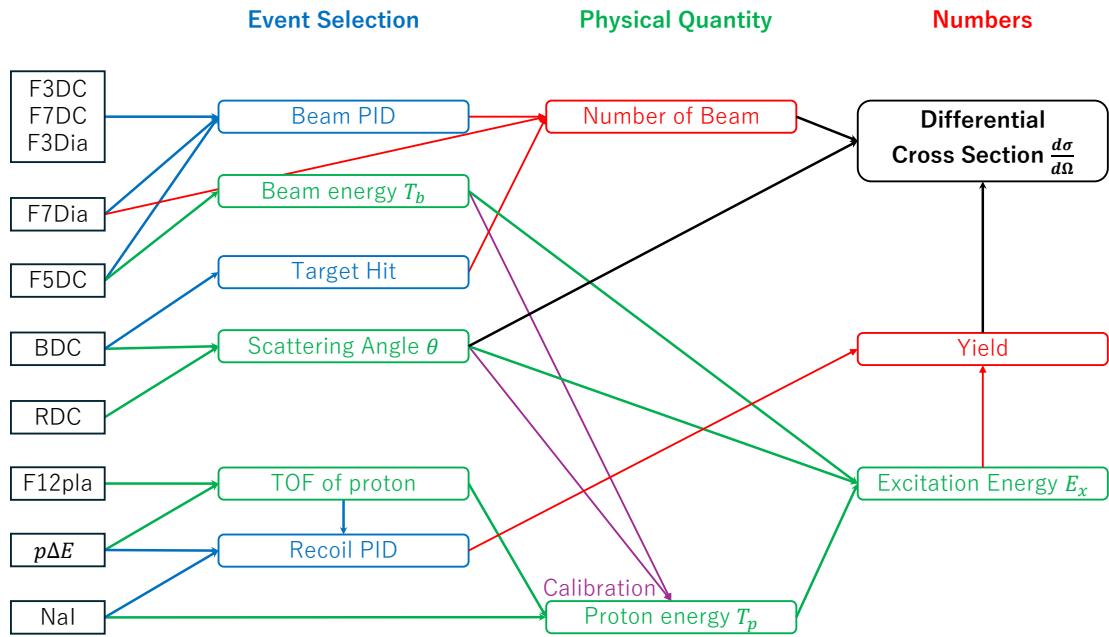 Event Selection
Physical Quantity
Numbers
F3DC
F7DC
F3Dia
Beam PID
Number of Beam
Differential
Cross Section dσ/dΩ
F7Dia
Beam energy T_b
F5DC
Target Hit
BDC
Scattering Angle θ
Yield
RDC
F12pla
TOF of proton
Excitation Energy E_x
pΔE
Recoil PID
Calibration
NaI
Proton energy T_p